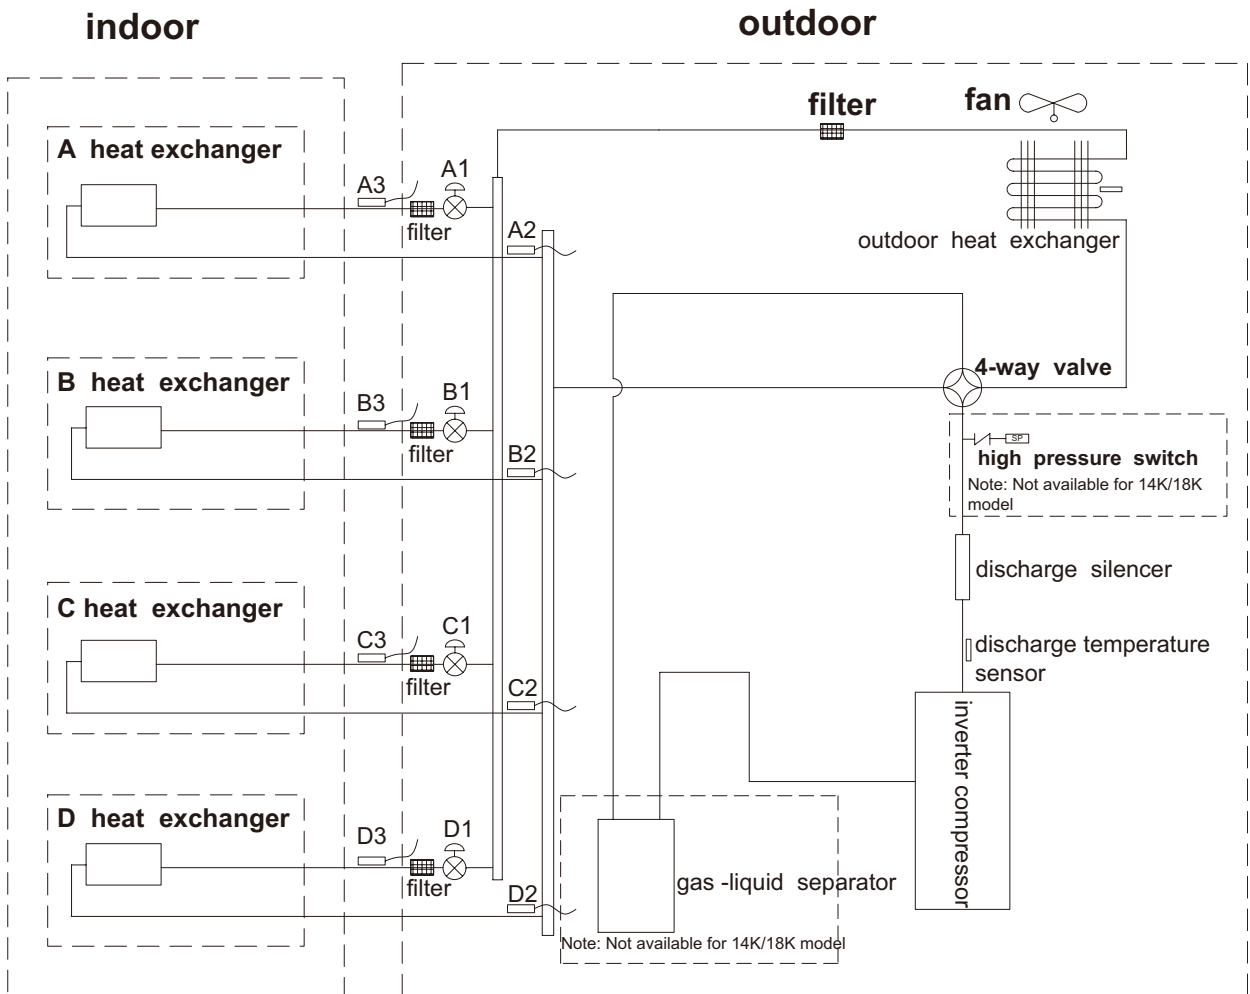 indoor
outdoor
filter
fan
A heat exchanger
A3
A1
filter
A2
outdoor heat exchanger
4-way valve
B heat exchanger
B3
B1
filter
B2
SP
high pressure switch
Note: Not available for 14K/18K
model
discharge silencer
C heat exchanger
C3
C1
filter
C2
discharge temperature
sensor
inverter compressor
D heat exchanger
D3
D1
filter
D2
gas -liquid separator
Note: Not available for 14K/18K model